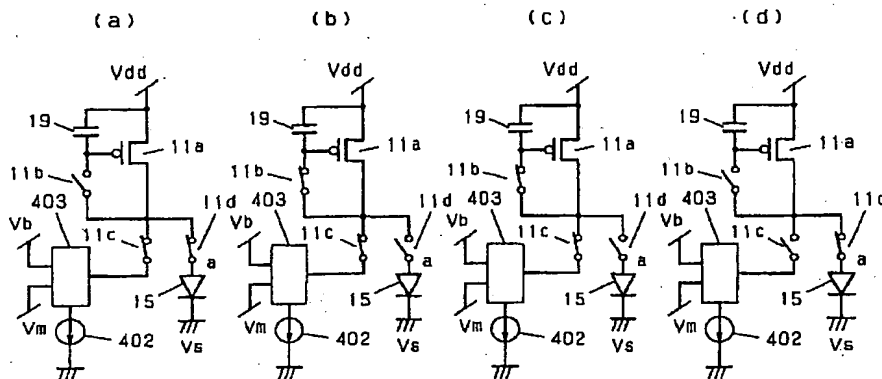 (a) (b) (c) (d)
Vdd Vdd Vdd Vdd
19 19 19 19
11a 11a 11a 11a
11b 11b 11b 11b
403 403 403 403
11d 11d 11d 11d
Vb Vb Vb Vb
11c 11c 11c 11c
a a a a
15 15 15 15
Vm Vm Vm Vm
402 402 402 402
Vs Vs Vs Vs